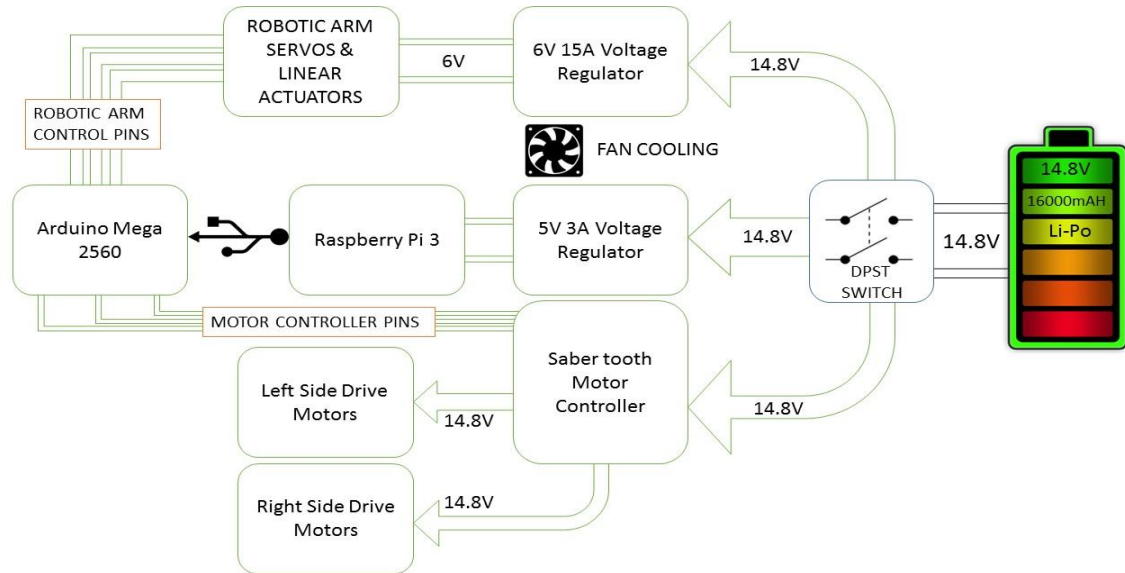 ROBOTIC ARM
SERVOS &
LINEAR
ACTUATORS
6V
6V 15A Voltage
Regulator
14.8V
ROBOTIC ARM
CONTROL PINS
FAN COOLING
14.8V
16000mAH
Li-Po
Arduino Mega
2560
Raspberry Pi 3
5V 3A Voltage
Regulator
14.8V
DPST
SWITCH
14.8V
MOTOR CONTROLLER PINS
Saber tooth
Motor
Controller
Left Side Drive
Motors
14.8V
14.8V
Right Side Drive
Motors
14.8V